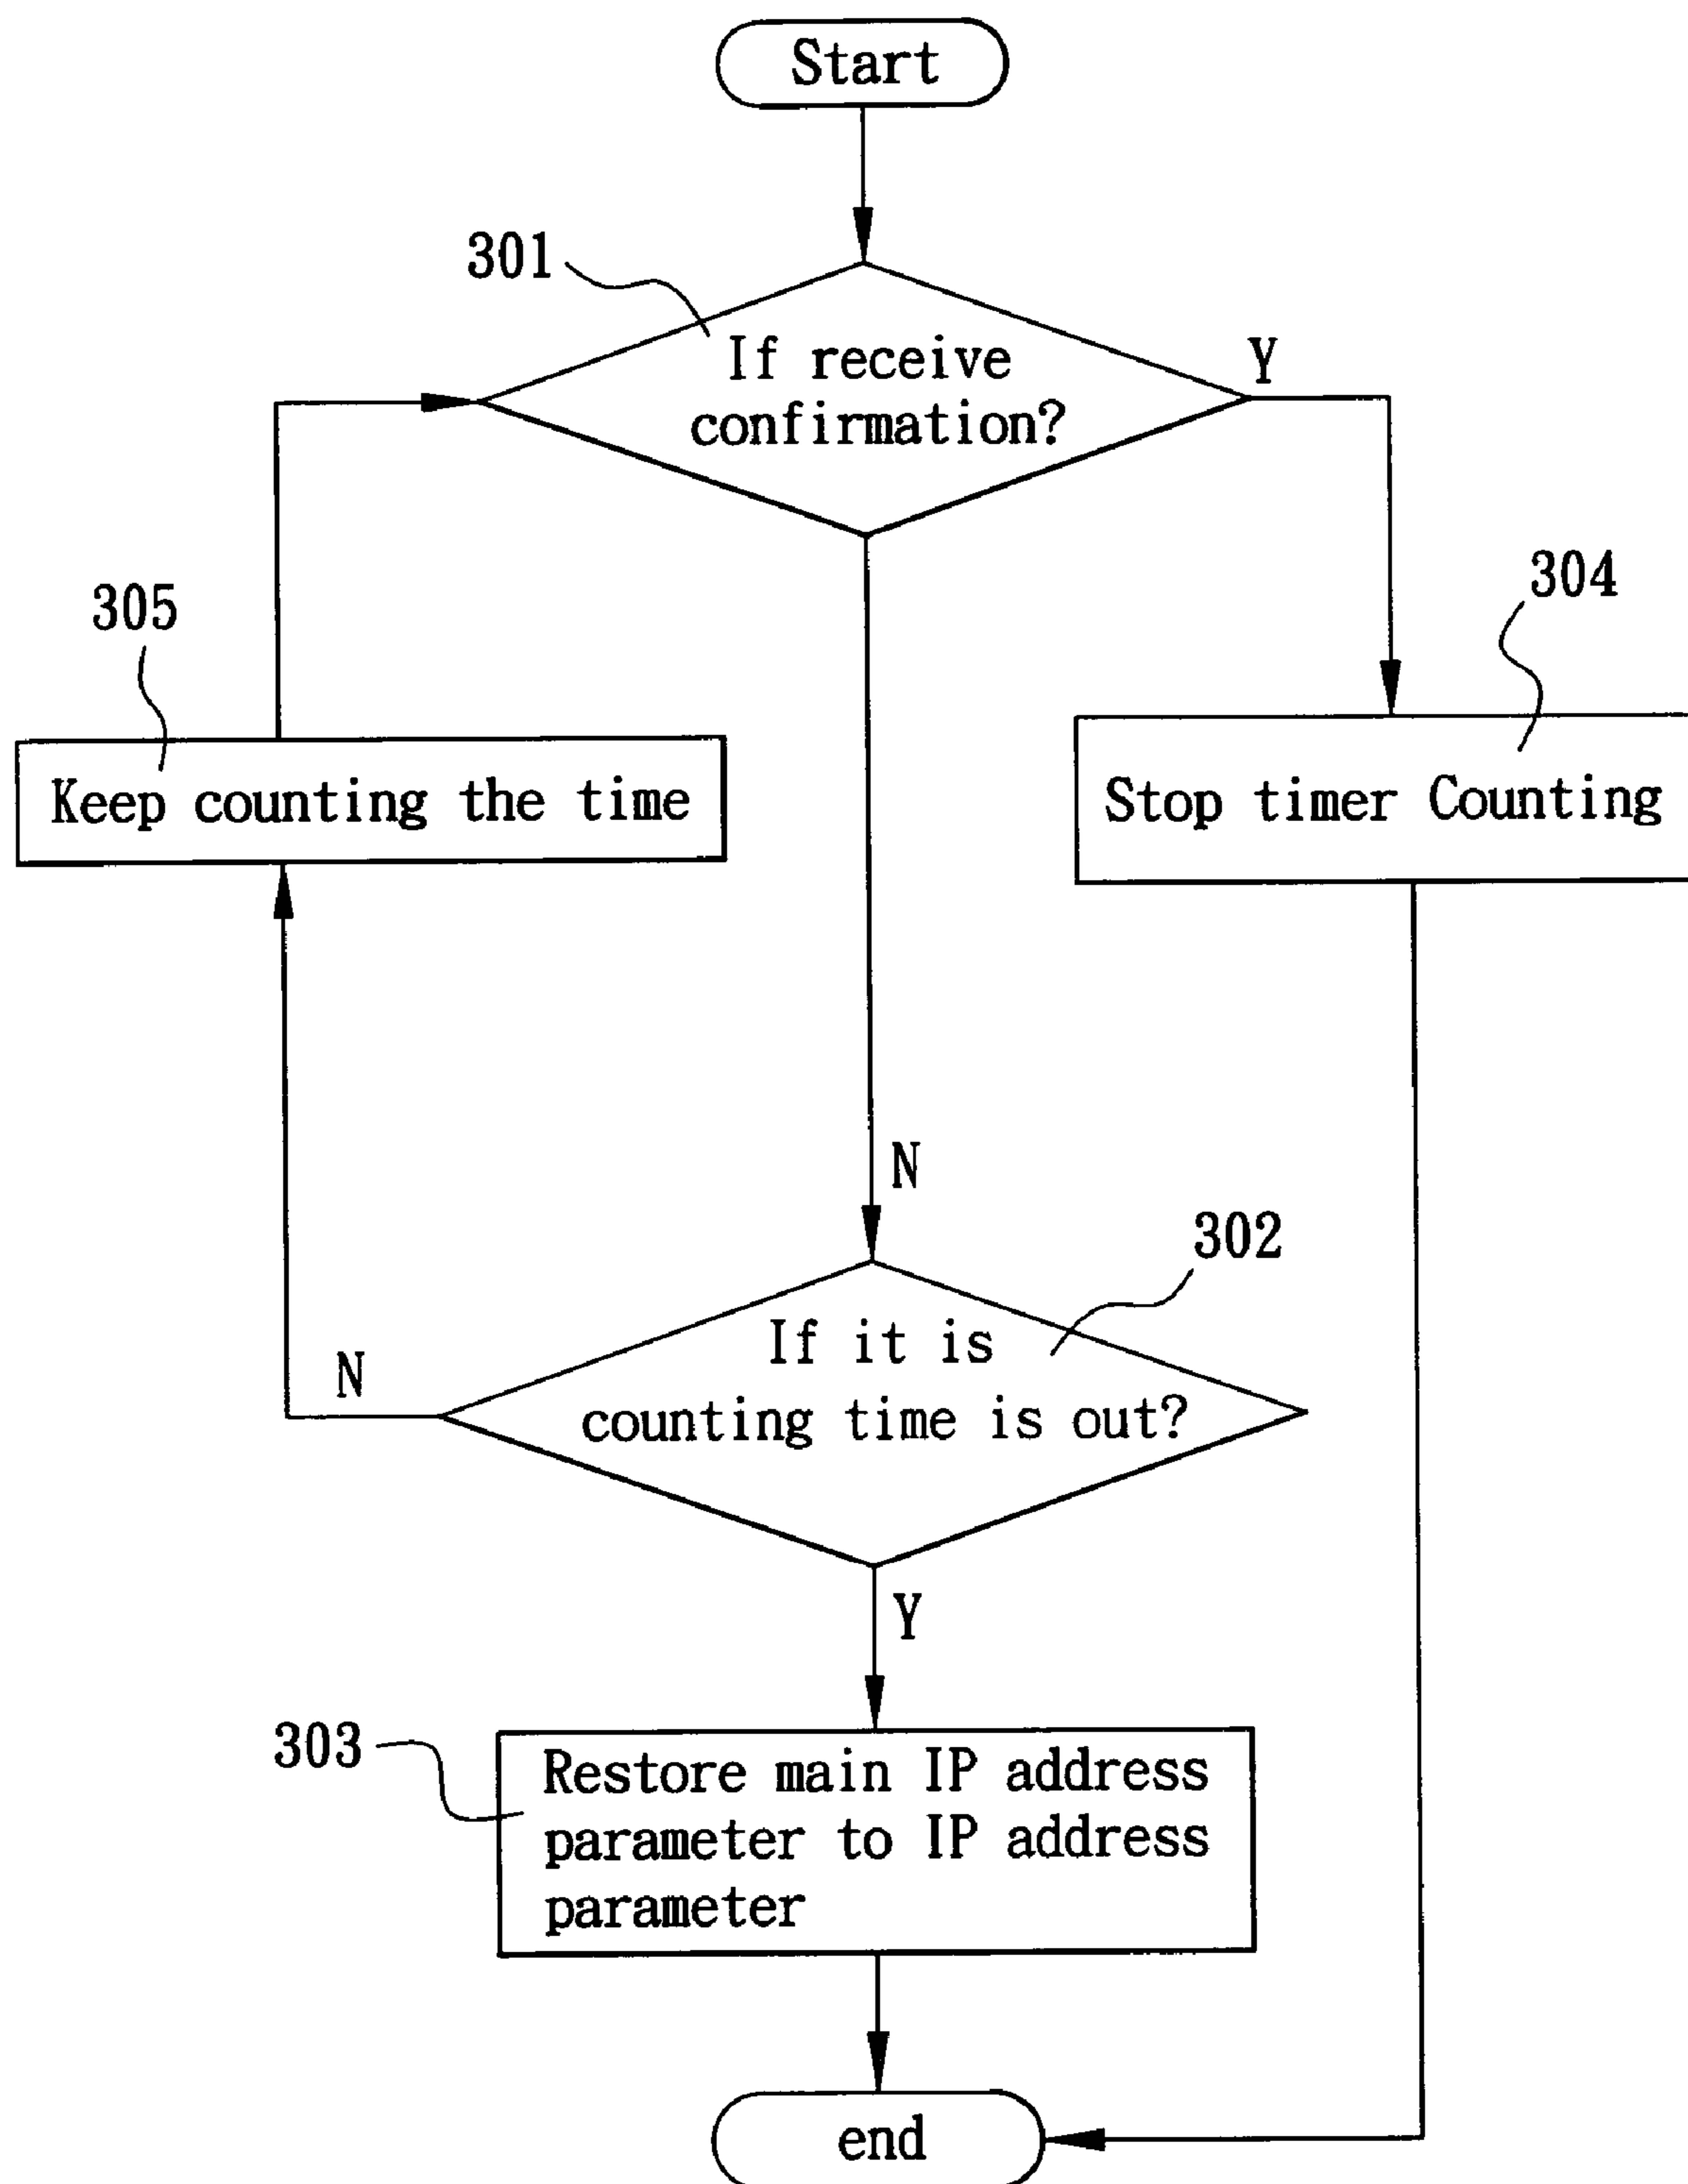 Start
301
If receive
confirmation?
Y
304
305
Keep counting the time
Stop timer Counting
N
302
If it is
counting time is out?
N
Y
303
Restore main IP address
parameter to IP address
parameter
end